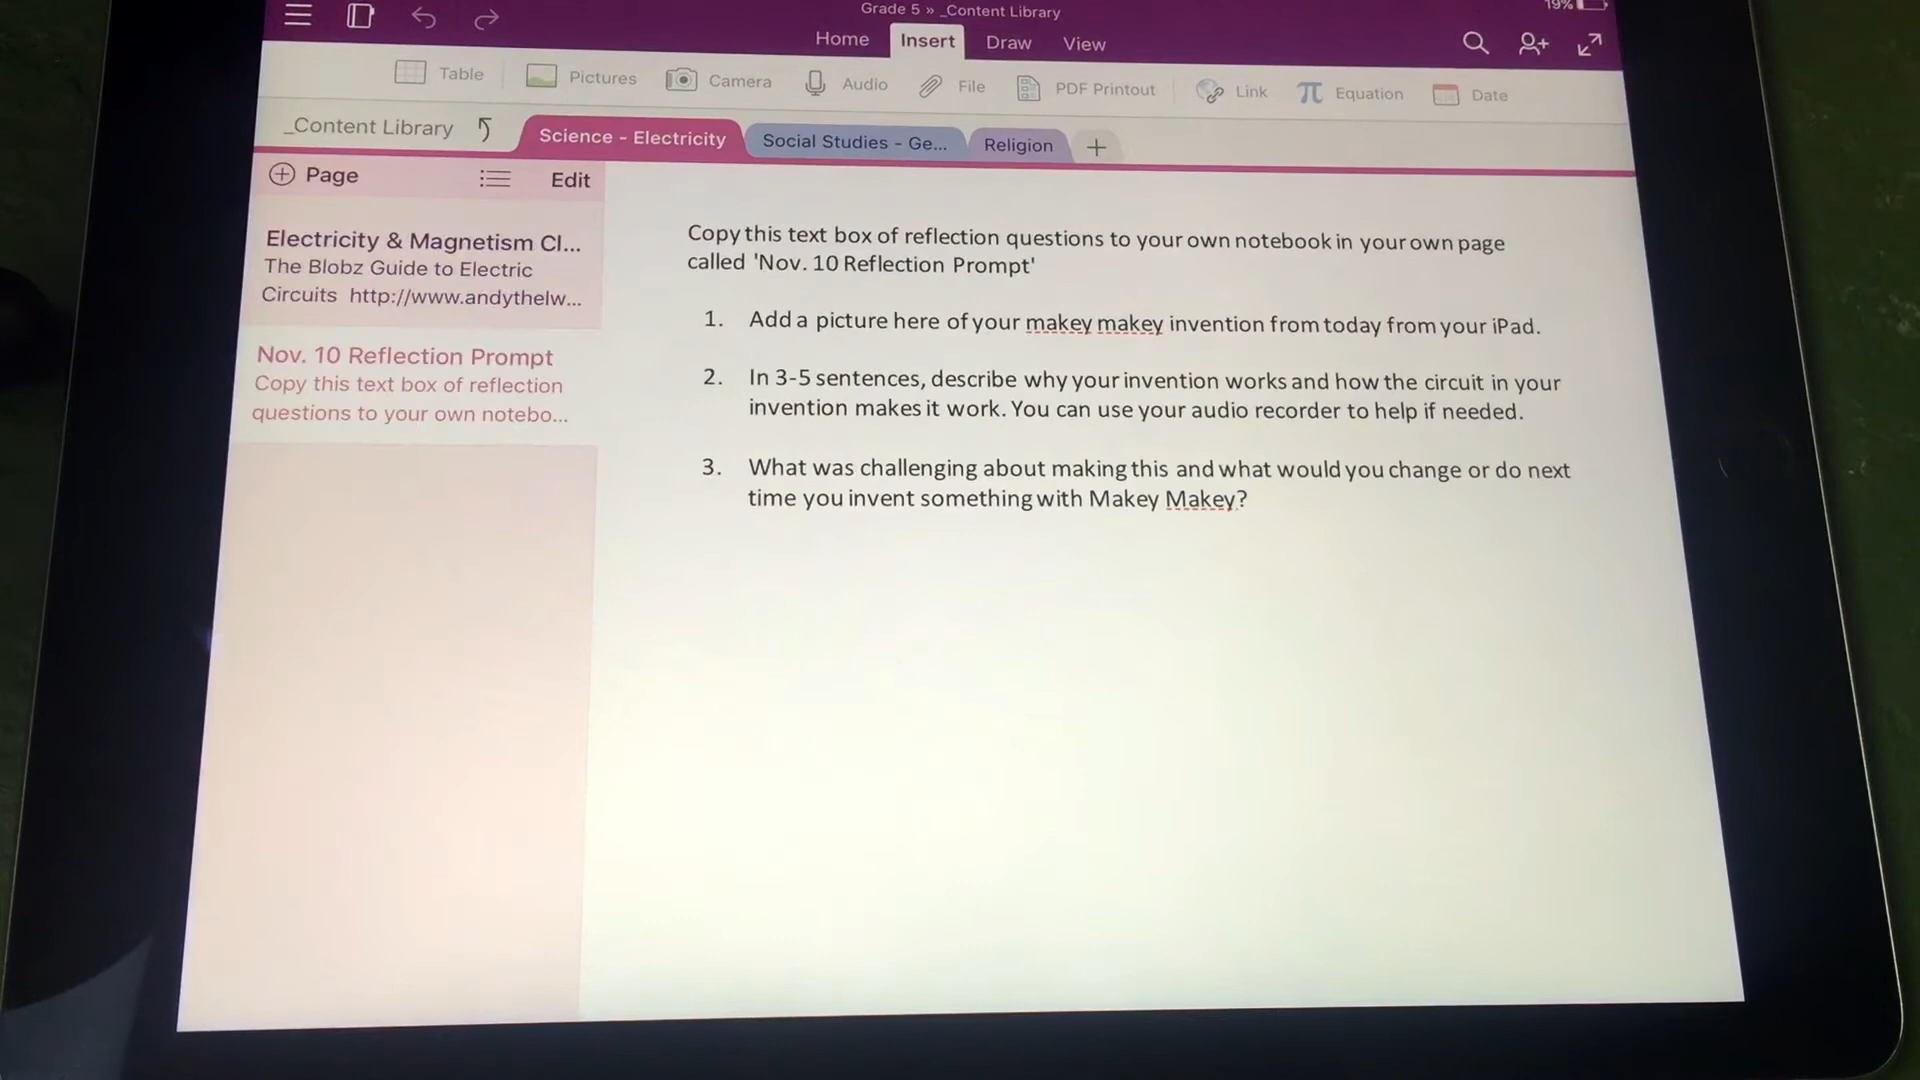 Grade 5 » _Content Library
19%
Home Insert Draw View
Table Pictures Camera Audio File PDF Printout Link Equation Date
_Content Library Science - Electricity Social Studies - Ge... Religion
Page Edit
Electricity & Magnetism Cl...
The Blobz Guide to Electric
Circuits http://www.andythelw...
Nov. 10 Reflection Prompt
Copy this text box of reflection
questions to your own notebo...
Copy this text box of reflection questions to your own notebook in your own page
called 'Nov. 10 Reflection Prompt'
1. Add a picture here of your makey makey invention from today from your iPad.
2. In 3-5 sentences, describe why your invention works and how the circuit in your
invention makes it work. You can use your audio recorder to help if needed.
3. What was challenging about making this and what would you change or do next
time you invent something with Makey Makey?